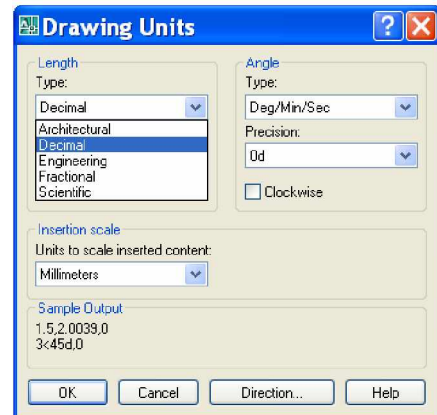 Drawing Units
Length
Type:
Decimal
Architectural
Decimal
Engineering
Fractional
Scientific
Angle
Type:
Deg/Min/Sec
Precision:
0d
Clockwise
Insertion scale
Units to scale inserted content:
Millimeters
Sample Output
1.5,2.0039,0
3<45d,0
OK
Cancel
Direction...
Help